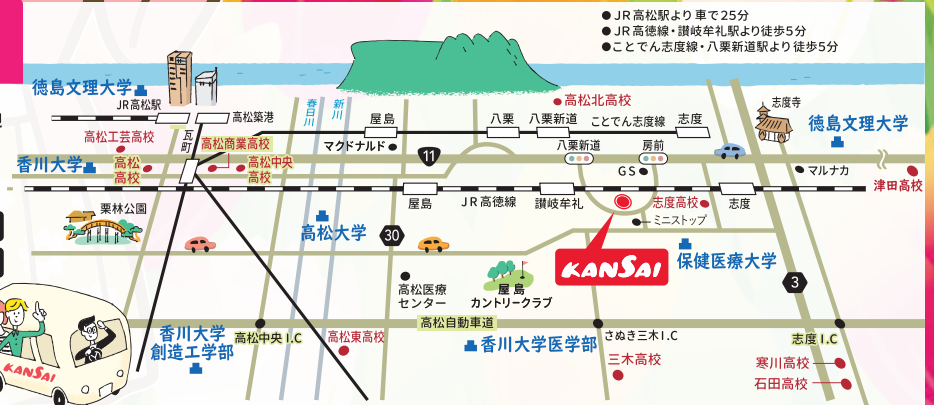 ●JR高松駅より車で25分
●JR高徳線・讃岐牟礼駅より徒歩5分
●ことでん志度線・八栗新道駅より徒歩5分
徳島文理大学
JR高松駅
高松築港
春日川
新川
高松北高校
志度寺
徳島文理大学
屋島
八栗
八栗新道
ことでん志度線
志度
高松工芸高校
瓦町
高松商業高校
マクドナルド
11
八栗新道
房前
香川大学
高松
高校
高松中央
高校
GS
マルナカ
津田高校
栗林公園
屋島
JR高徳線
讃岐牟礼
志度高校
志度
ミニストップ
高松大学
30
KANSAI
保健医療大学
高松医療
センター
屋島
カントリークラブ
3
KANSAI
高松自動車道
香川大学
創造工学部
高松中央I.C
高松東高校
香川大学医学部
さぬき三木I.C
志度I.C
三木高校
寒川高校
石田高校